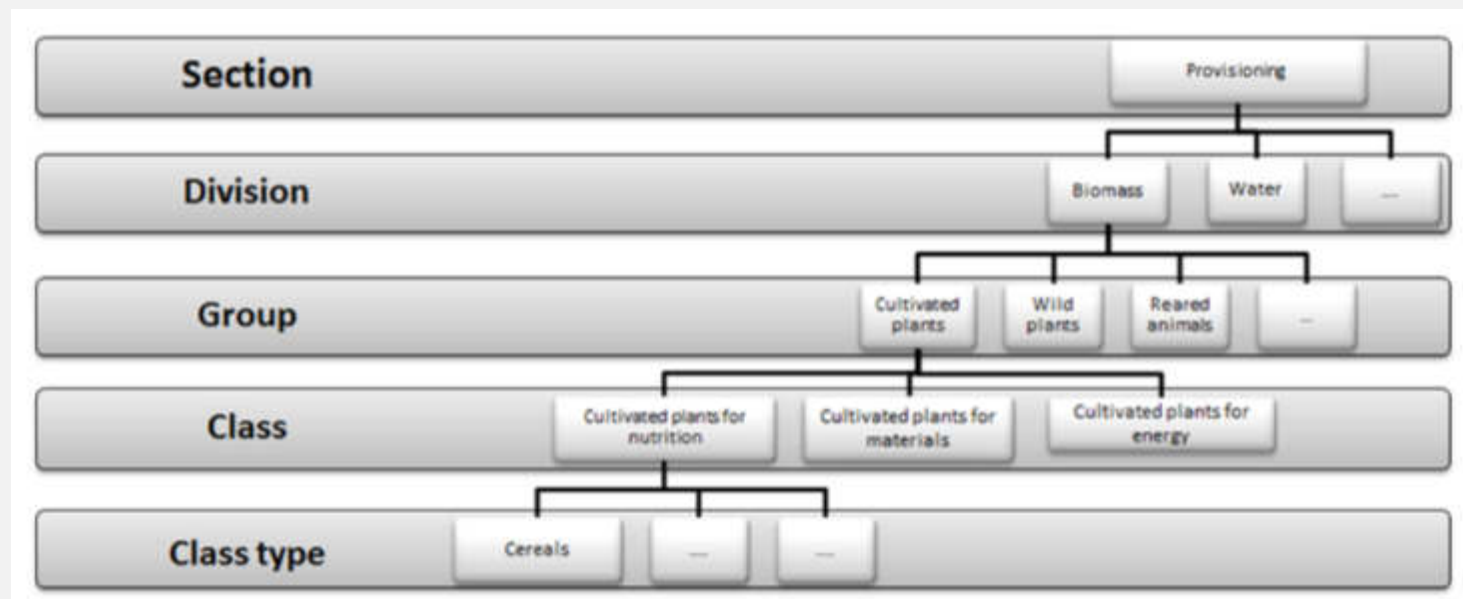 Section
Provisioning
Division
Biomass
Water
....
Group
Cultivated
plants
Wild
plants
Reared
animals
...
Class
Cultivated plants for
nutrition
Cultivated plants for
materials
Cultivated plants for
energy
Class type
Cereals
....
....